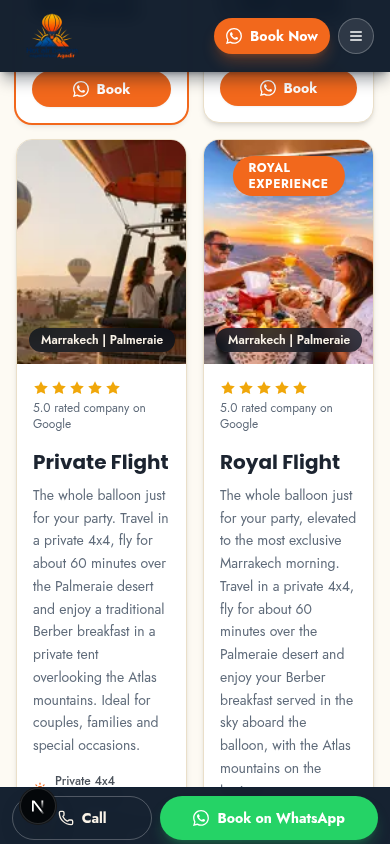 Agadir
Book Now
Book
Book
Marrakech | Palmeraie
5.0 rated company on
Google
Private Flight
The whole balloon just
for your party. Travel in
a private 4x4, fly for
about 60 minutes over
the Palmeraie desert
and enjoy a traditional
Berber breakfast in a
private tent
overlooking the Atlas
mountains. Ideal for
couples, families and
special occasions.
Private 4x4
ROYAL
EXPERIENCE
Marrakech | Palmeraie
5.0 rated company on
Google
Royal Flight
The whole balloon just
for your party, elevated
to the most exclusive
Marrakech morning.
Travel in a private 4x4,
fly for about 60
minutes over the
Palmeraie desert and
enjoy your Berber
breakfast served in the
sky aboard the
balloon, with the Atlas
mountains on the
N
Call
Book on WhatsApp